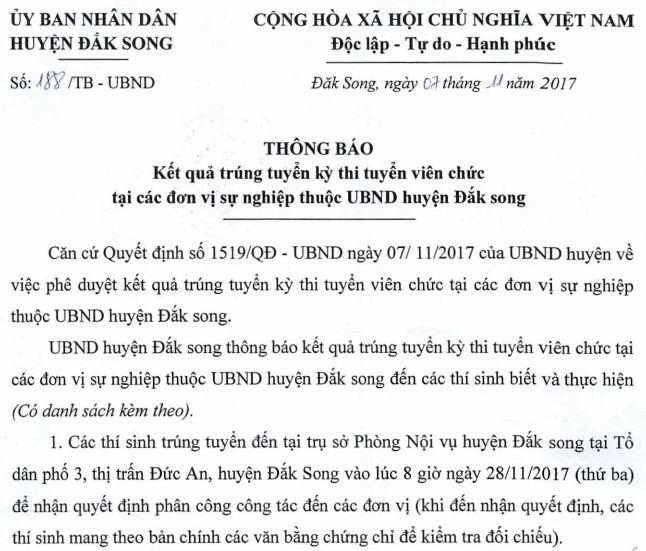 ỦY BAN NHÂN DÂN
HUYỆN ĐẮK SONG
Số: 188/TB - UBND
CỘNG HÒA XÃ HỘI CHỦ NGHĨA VIỆT NAM
Độc lập - Tự do - Hạnh phúc
Đăk Song, ngày 07 tháng 11 năm 2017
THÔNG BÁO
Kết quả trúng tuyển kỳ thi tuyển viên chức
tại các đơn vị sự nghiệp thuộc UBND huyện Đắk song
Căn cứ Quyết định số 1519/QĐ - UBND ngày 07/ 11/2017 của UBND huyện về
việc phê duyệt kết quả trúng tuyển kỳ thi tuyển viên chức tại các đơn vị sự nghiệp
thuộc UBND huyện Đắk song.
UBND huyện Đắk song thông báo kết quả trúng tuyển kỳ thi tuyển viên chức tại
các đơn vị sự nghiệp thuộc UBND huyện Đắk song đến các thí sinh biết và thực hiện
(Có danh sách kèm theo).
1. Các thí sinh trúng tuyển đến tại trụ sở Phòng Nội vụ huyện Đắk song tại Tổ
dân phố 3, thị trấn Đức An, huyện Đắk Song vào lúc 8 giờ ngày 28/11/2017 (thứ ba)
để nhận quyết định phân công công tác đến các đơn vị (khi đến nhận quyết định, các
thí sinh mang theo bản chính các văn bằng chứng chỉ để kiểm tra đối chiếu).